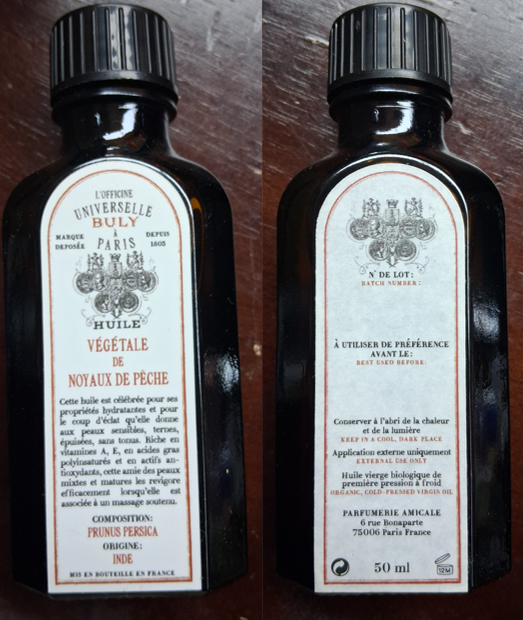 L'OFFICINE
UNIVERSELLE
BULY
À
MARQUE DÉPOSÉE
PARIS
DEPUIS 1803
HUILE
VÉGÉTALE
DE
NOYAUX DE PÊCHE
Cette huile est célébrée pour ses
propriétés hydratantes et pour
le coup d'éclat qu'elle donne
aux peaux sensibles, ternes,
épuisées, sans tonus. Riche en
vitamines A, E, en acides gras
polyinsaturés et en actifs an-
tioxydants, cette amie des peaux
mixtes et matures les revigore
efficacement lorsqu'elle est
associée à un massage soutenu.
COMPOSITION:
PRUNUS PERSICA
ORIGINE:
INDE
MIS EN BOUTEILLE EN FRANCE
N° DE LOT:
BATCH NUMBER:
À UTILISER DE PRÉFÉRENCE
AVANT LE:
BEST USED BEFORE:
Conserver à l'abri de la chaleur
et de la lumière
KEEP IN A COOL, DARK PLACE
Application externe uniquement
EXTERNAL USE ONLY
Huile vierge biologique de
première pression à froid
ORGANIC, COLD-PRESSED VIRGIN OIL
PARFUMERIE AMICALE
6 rue Bonaparte
75006 Paris France
50 ml
12M